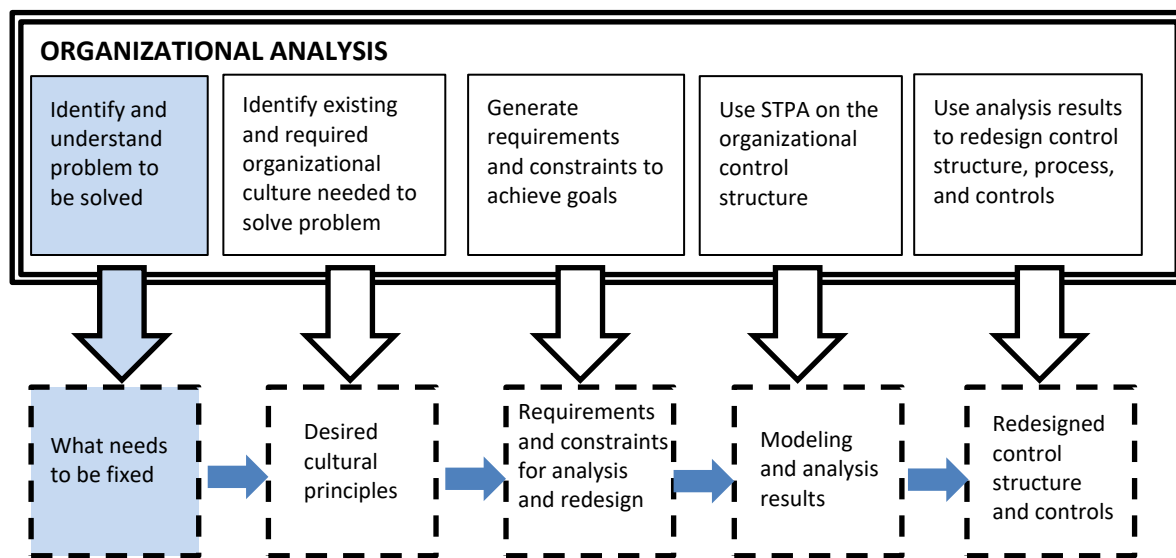 ORGANIZATIONAL ANALYSIS
Identify and
understand
problem to
be solved
Identify existing
and required
organizational
culture needed to
solve problem
Generate
requirements
and constraints to
achieve goals
Use STPA on the
organizational
control
structure
Use analysis results
to redesign control
structure, process,
and controls
What needs
to be fixed
Desired
cultural
principles
Requirements
and constraints
for analysis
and redesign
Modeling
and analysis
results
Redesigned
control
structure
and controls